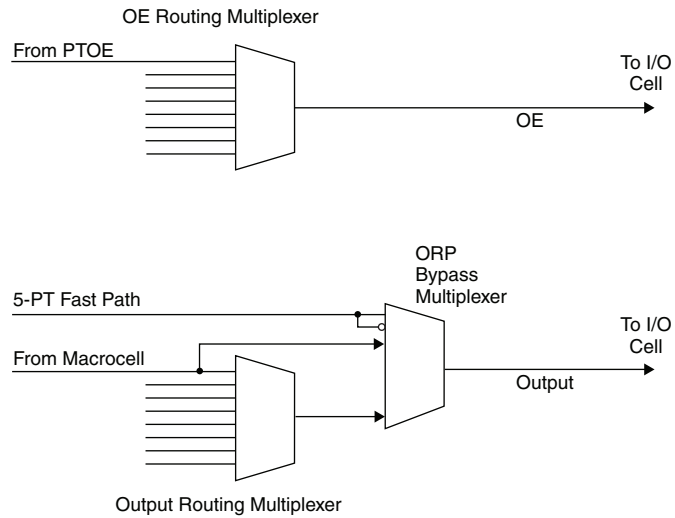 OE Routing Multiplexer
From PTOE
To I/O
Cell
OE
ORP
Bypass
Multiplexer
5-PT Fast Path
To I/O
Cell
From Macrocell
Output
Output Routing Multiplexer